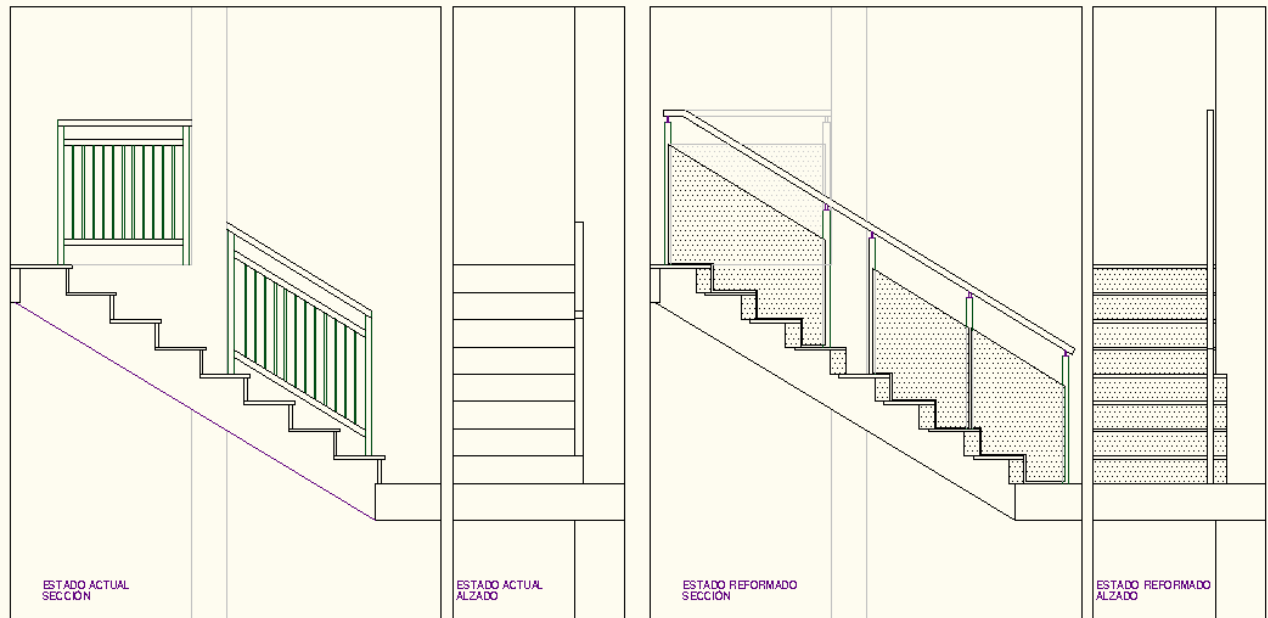 ESTADO ACTUAL
SECCIÓN
ESTADO ACTUAL
ALZADO
ESTADO REFORMADO
SECCIÓN
ESTADO REFORMADO
ALZADO